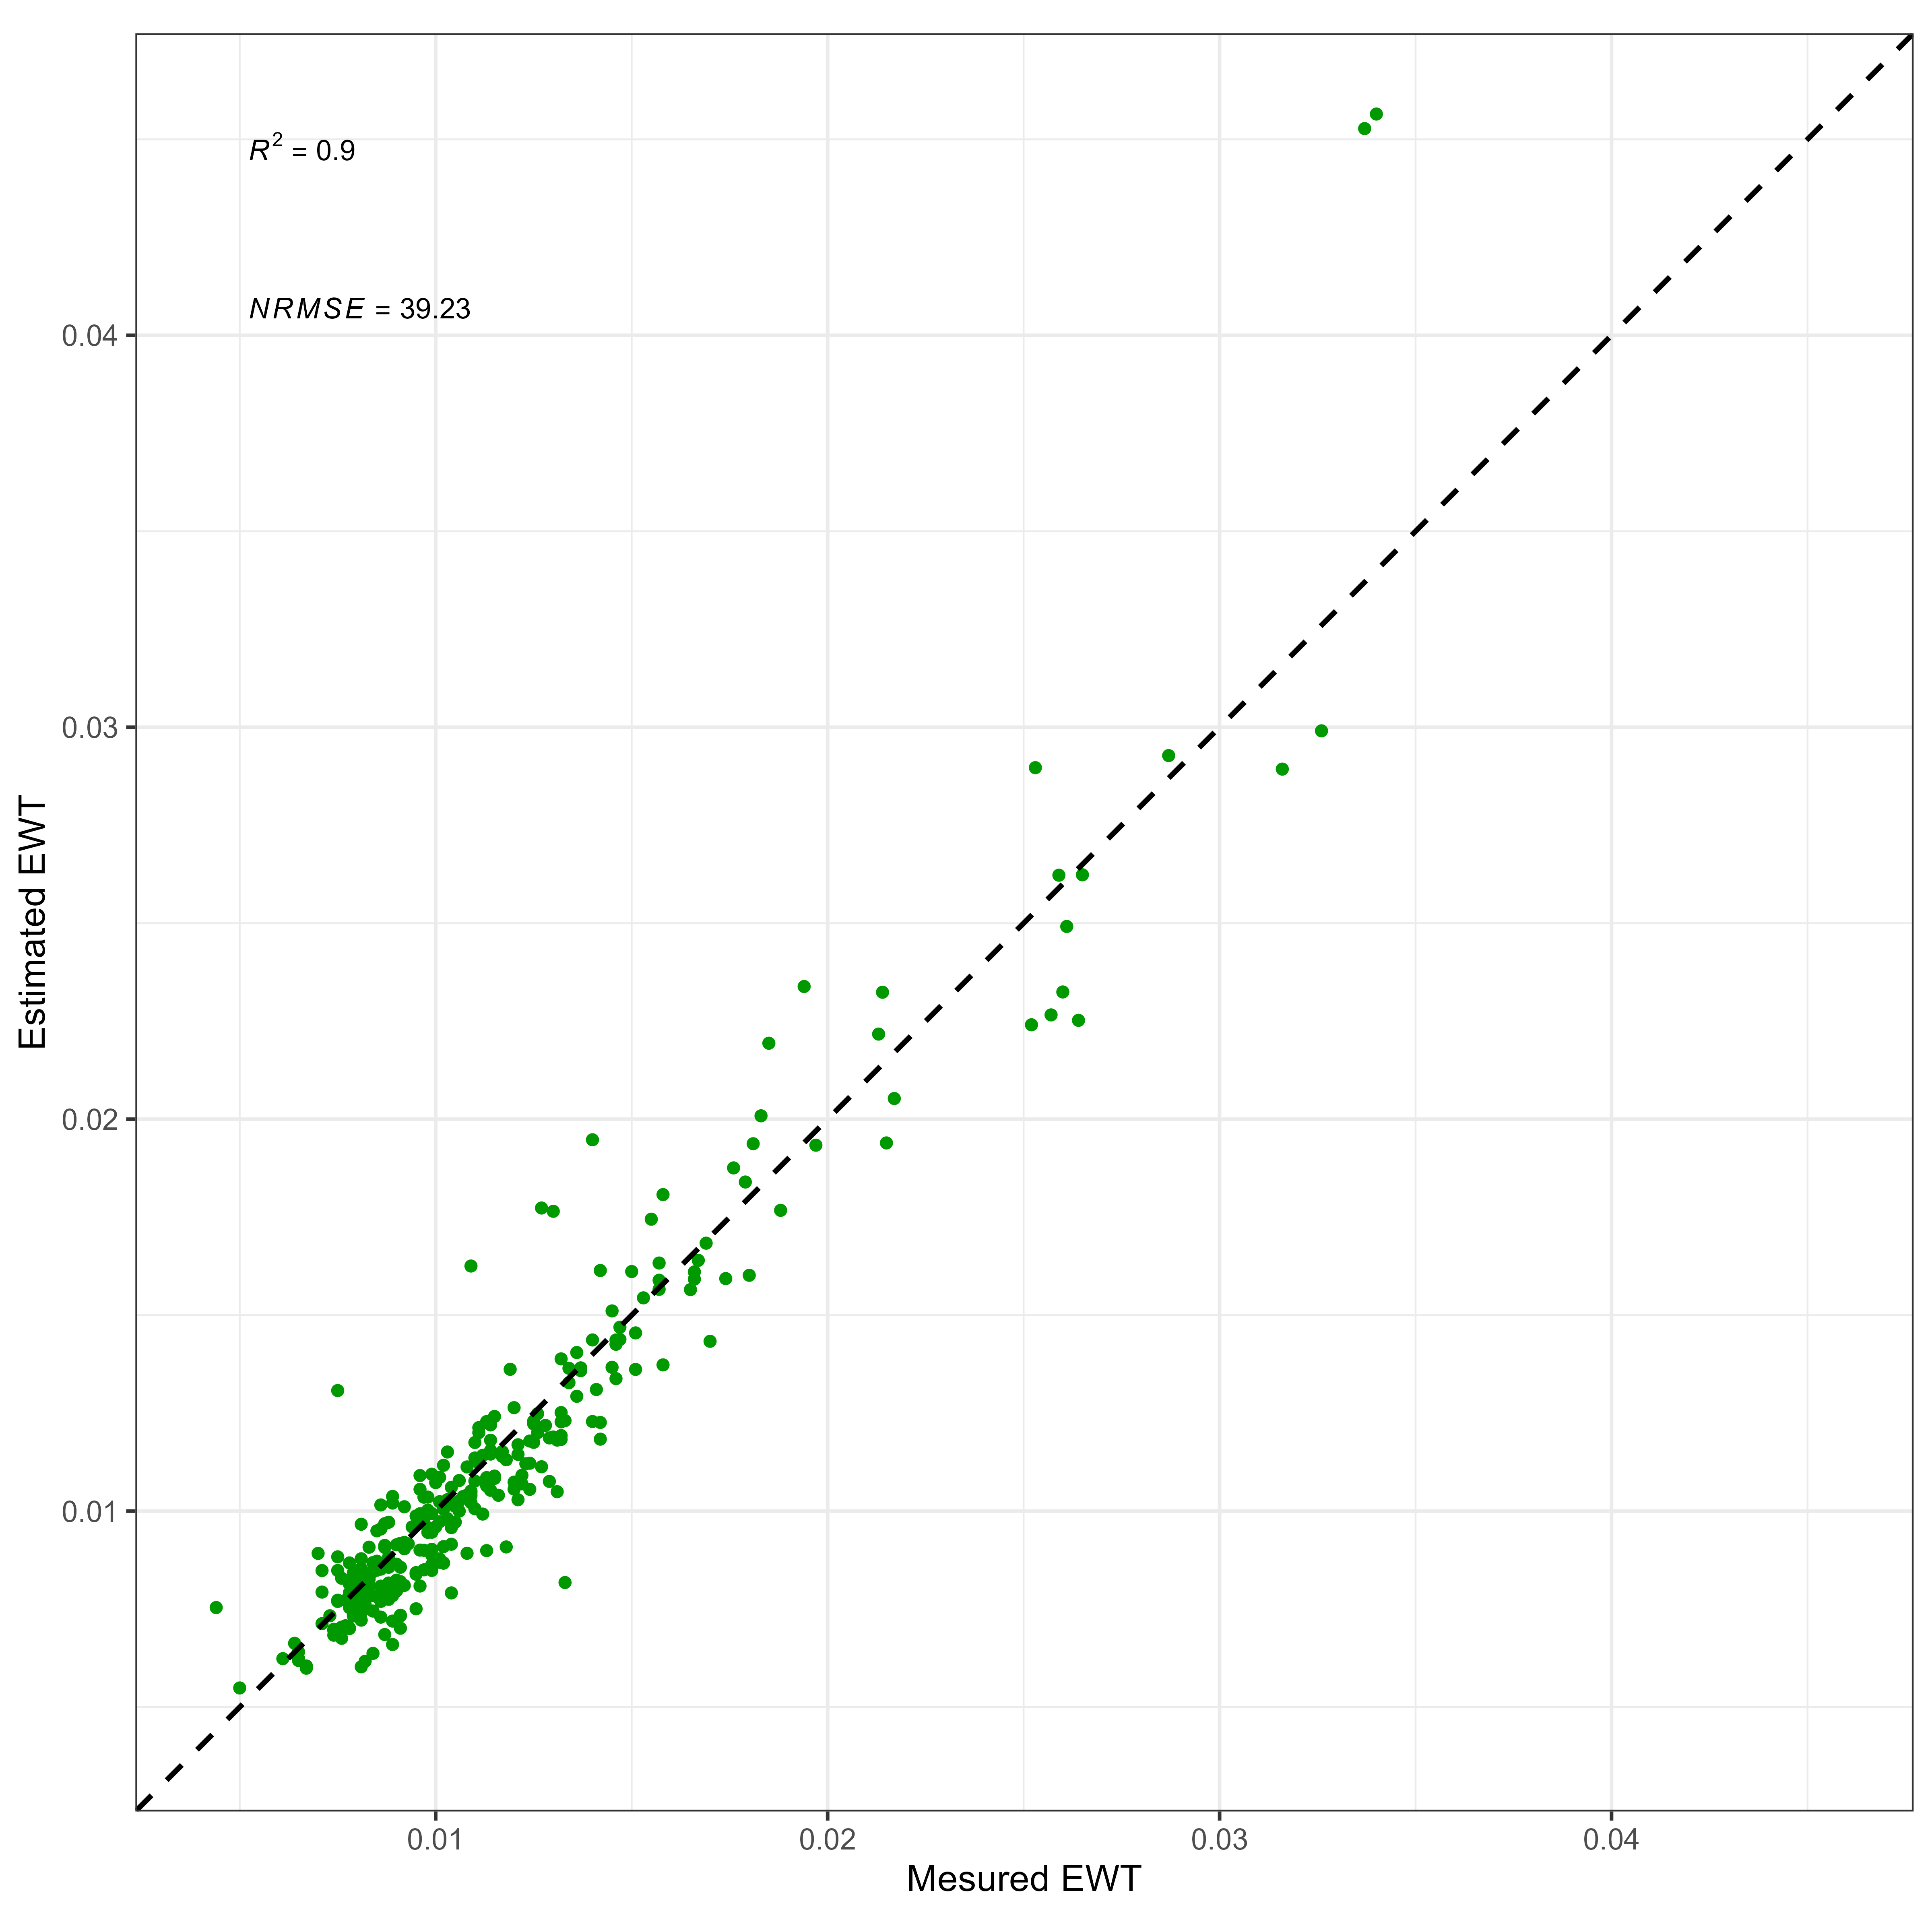 R² = 0.9
NRMSE = 39.23
0.04
0.03
0.02
0.01
Estimated EWT
0.01 0.02 0.03 0.04
Mesured EWT